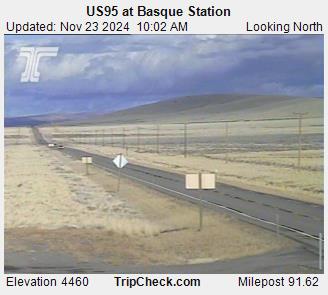 US95 at Basque Station
Updated: Nov 23 2024 10:02 AM Looking North
Elevation 4460 TripCheck.com Milepost 91.62